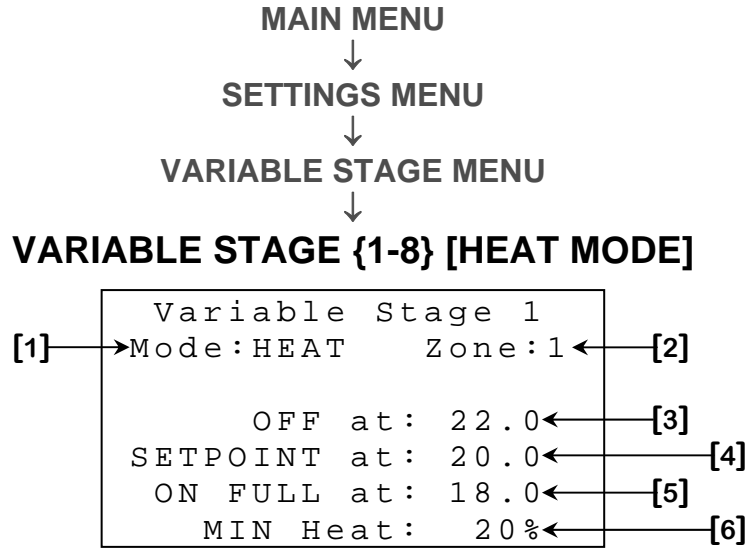 MAIN MENU
↓
SETTINGS MENU
↓
VARIABLE STAGE MENU
↓
VARIABLE STAGE {1-8} [HEAT MODE]
Variable Stage 1
[1] Mode:HEAT Zone:1 [2]
OFF at: 22.0 [3]
SETPOINT at: 20.0 [4]
ON FULL at: 18.0 [5]
MIN Heat: 20% [6]